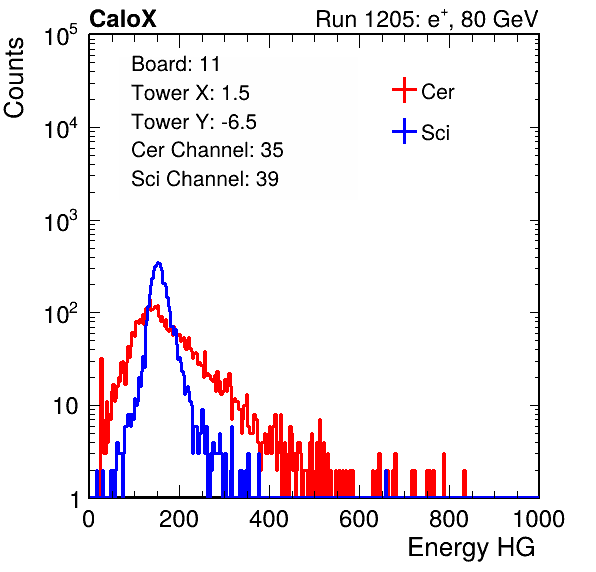 CaloX Run 1205: e⁺, 80 GeV
Counts
10⁵
10⁴
10³
10²
10
1
Board: 11
Tower X: 1.5
Tower Y: -6.5
Cer Channel: 35
Sci Channel: 39
Cer
Sci
0 200 400 600 800 1000
Energy HG